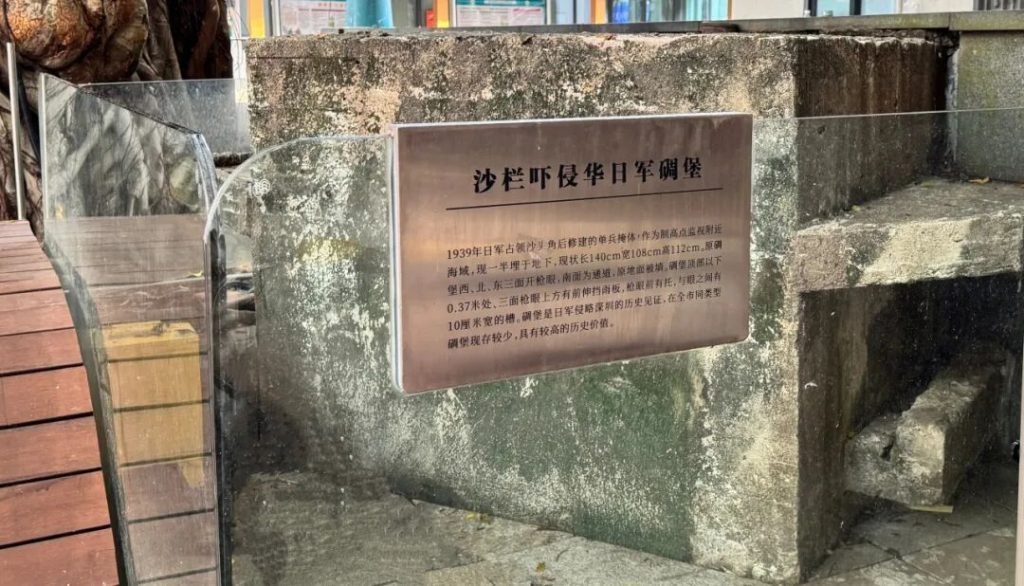 沙栏吓侵华日军碉堡
1939年日军占领沙头角后修建的单兵掩体,作为制高点监视附近
海域,现一半埋于地下,现状长140cm宽108cm高112cm。原碉
堡西、北、东三面开枪眼,南面为通道,原地面被填。碉堡顶部以下
0.37米处、三面枪眼上方有前伸挡雨板,枪眼前有托,与眼之间有
10厘米宽的槽。碉堡是日军侵略深圳的历史见证,在全市同类型
碉堡现存较少,具有较高的历史价值。